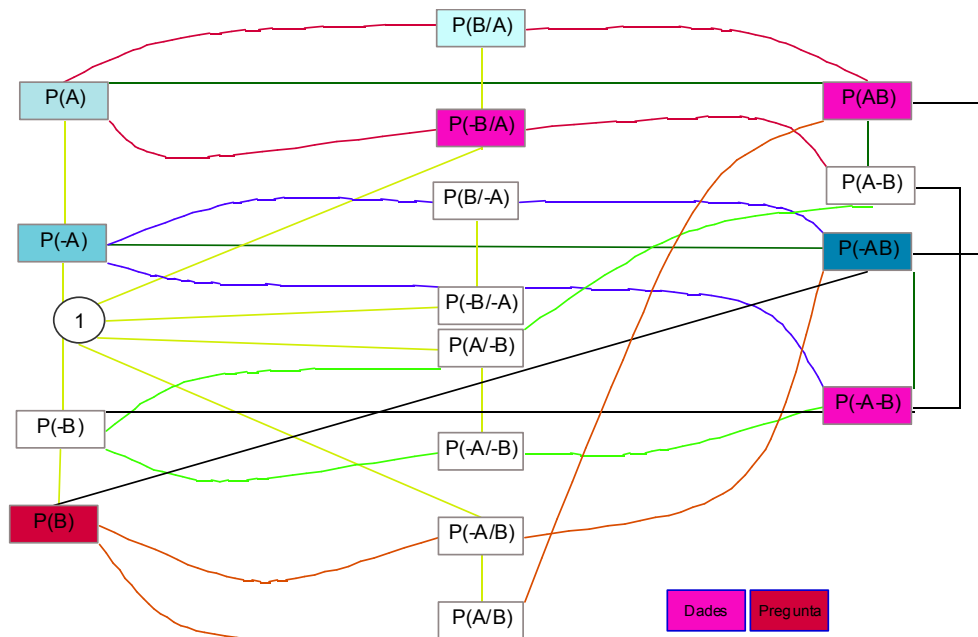 P(B/A)
P(A)
P(AB)
P(-B/A)
P(A-B)
P(B/-A)
P(-A)
P(-AB)
P(-B/-A)
1
P(A/-B)
P(-A-B)
P(-B)
P(-A/-B)
P(B)
P(-A/B)
P(A/B)
Dades
Pregunta